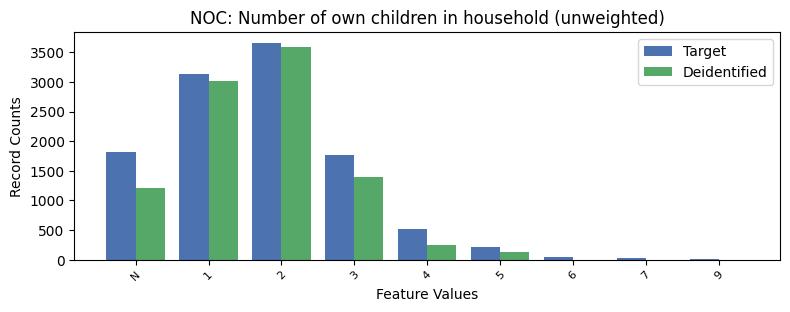 NOC: Number of own children in household (unweighted)
Target
Deidentified
Record Counts
3500
3000
2500
2000
1500
1000
500
0
N 1 2 3 4 5 6 7 9
Feature Values